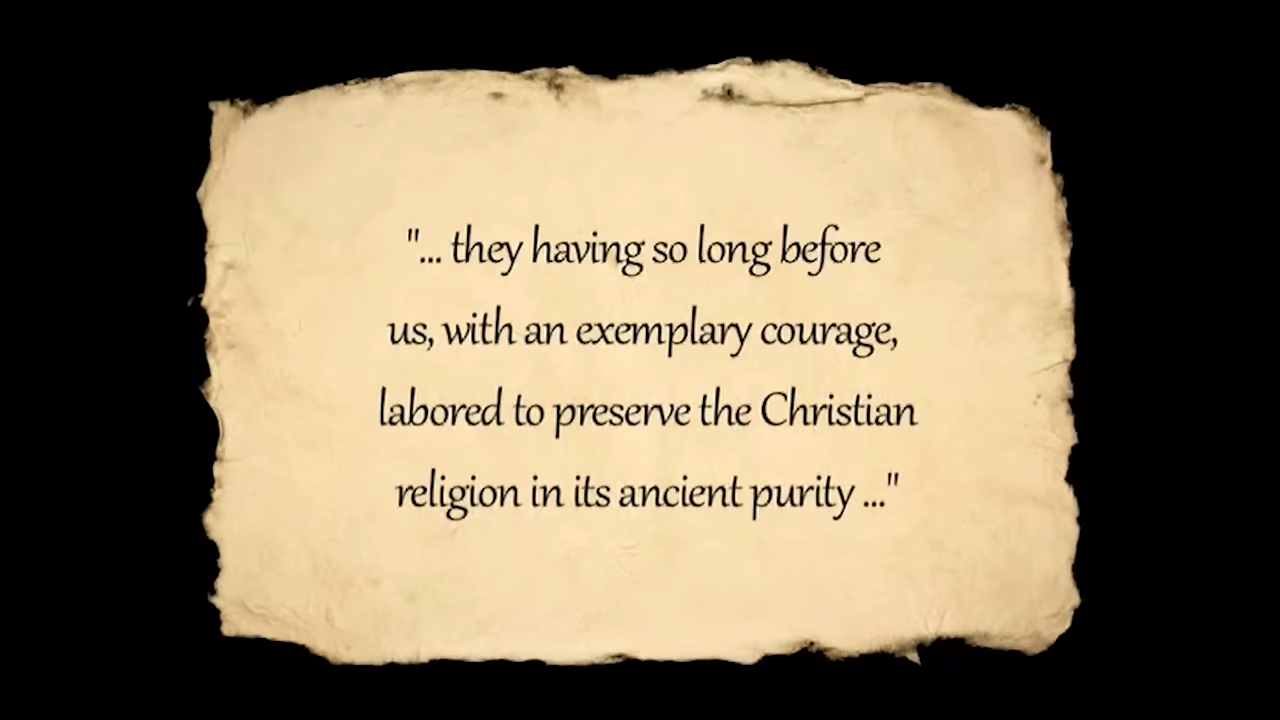 "... they having so long before
us, with an exemplary courage,
labored to preserve the Christian
religion in its ancient purity ..."